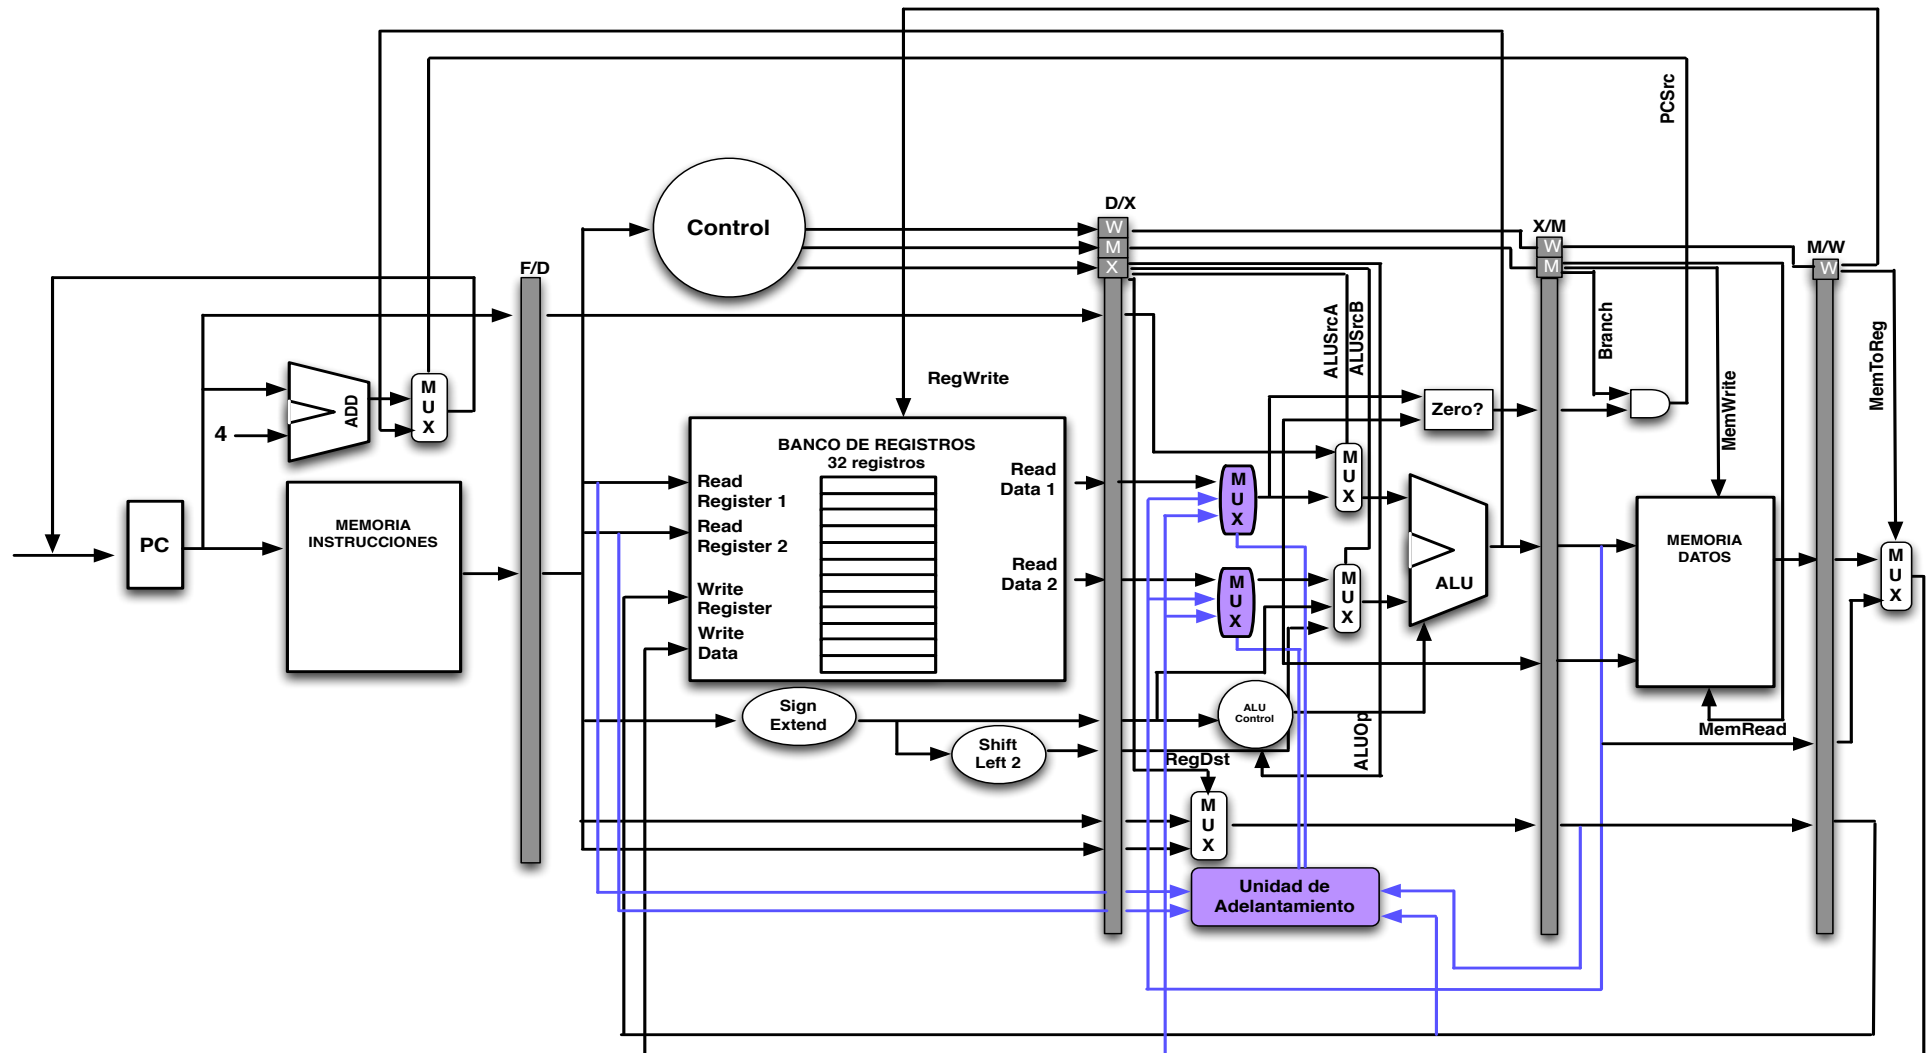 PCSrc
D/X
X/M
M/W
F/D
Control
W
M
X
W
M
W
ALUSrcA
ALUSrcB
Branch
MemWrite
MemToReg
RegWrite
ADD
M
U
X
4
Zero?
BANCO DE REGISTROS
32 registros
Read
Register 1
Read
Register 2
Write
Register
Write
Data
Read
Data 1
Read
Data 2
M
U
X
M
U
X
M
U
X
M
U
X
ALU
PC
MEMORIA
INSTRUCCIONES
MEMORIA
DATOS
M
U
X
Sign
Extend
Shift
Left 2
ALU
Control
ALUOp
MemRead
RegDst
M
U
X
Unidad de
Adelantamiento